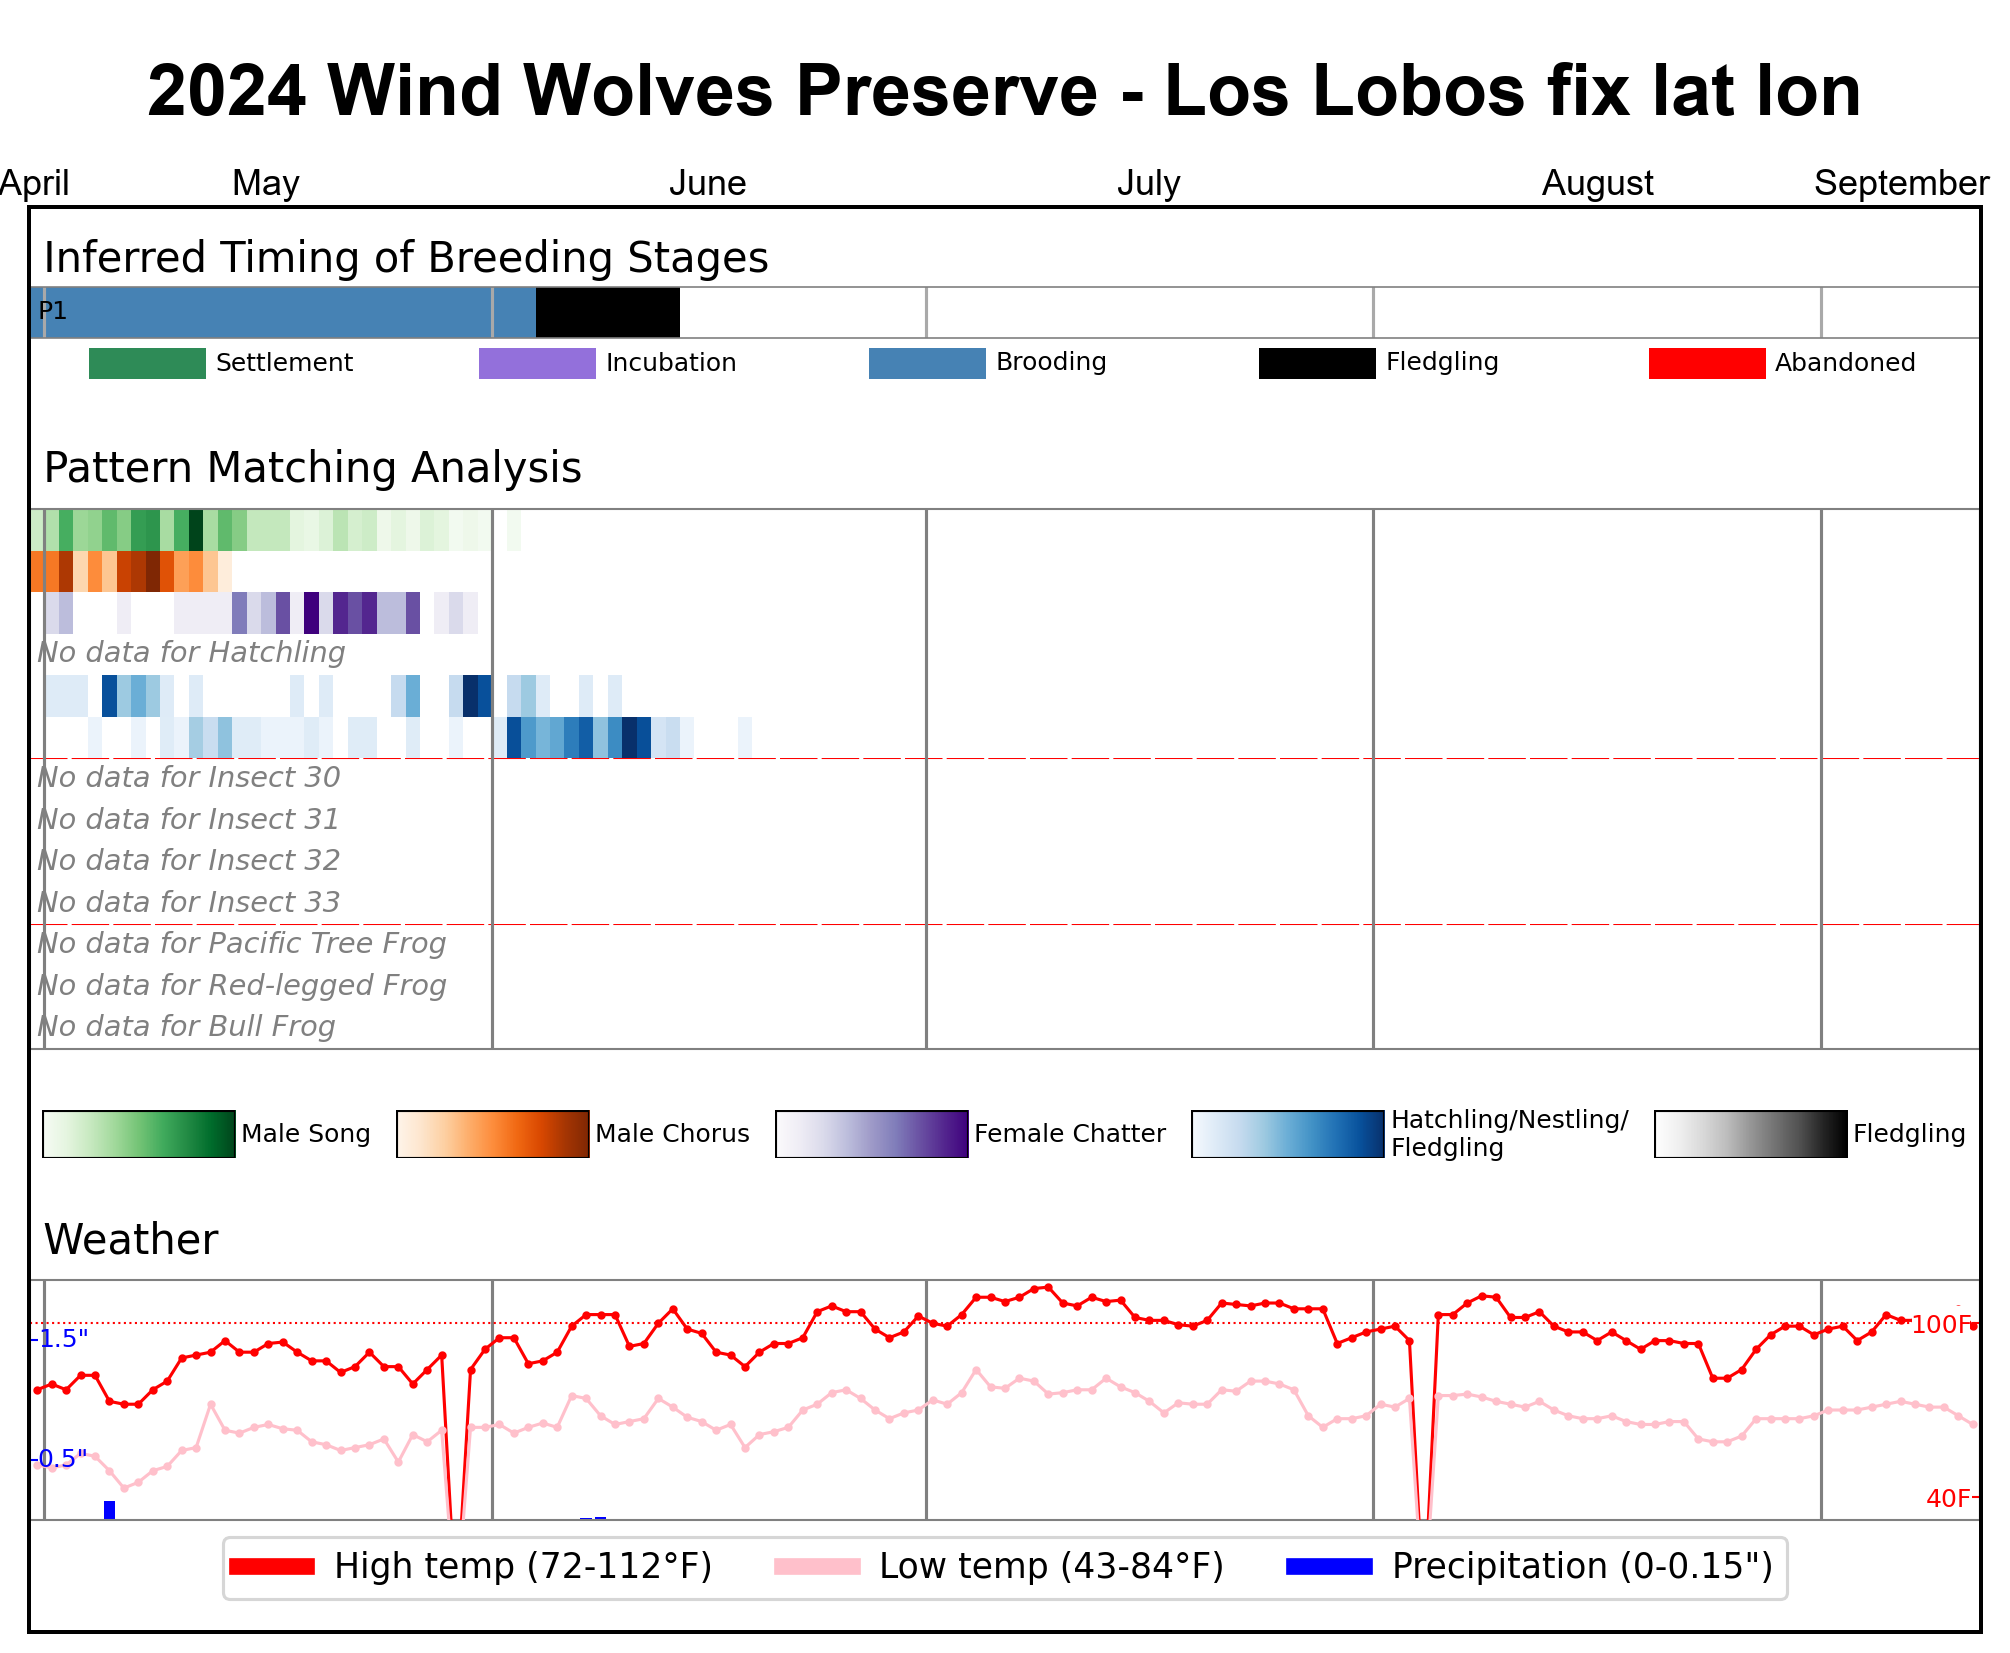 2024 Wind Wolves Preserve - Los Lobos fix lat lon
April May June July August September
Inferred Timing of Breeding Stages
P1
Settlement Incubation Brooding Fledgling Abandoned
Pattern Matching Analysis
No data for Hatchling
No data for Insect 30
No data for Insect 31
No data for Insect 32
No data for Insect 33
No data for Pacific Tree Frog
No data for Red-legged Frog
No data for Bull Frog
Male Song Male Chorus Female Chatter Hatchling/Nestling/ Fledgling
Fledgling
Weather
1.5" 100F
0.5"
40F
High temp (72-112°F) Low temp (43-84°F) Precipitation (0-0.15")